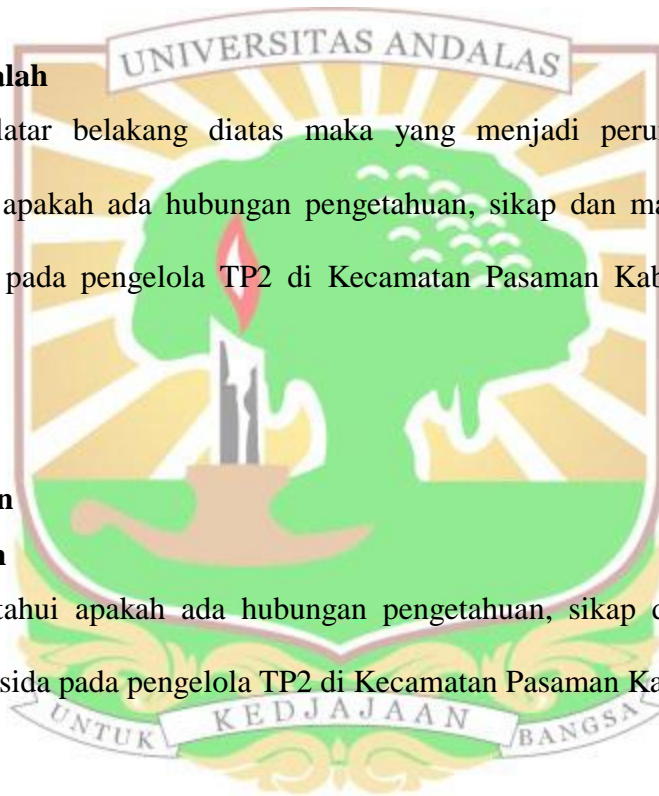 UNIVERSITAS ANDALAS
alah
latar belakang diatas maka yang menjadi peru
apakah ada hubungan pengetahuan, sikap dan ma
pada pengelola TP2 di Kecamatan Pasaman Kab
n
n
tahui apakah ada hubungan pengetahuan, sikap d
sida pada pengelola TP2 di Kecamatan Pasaman Ka
UNTUK KEDJAJAAN BANGSA